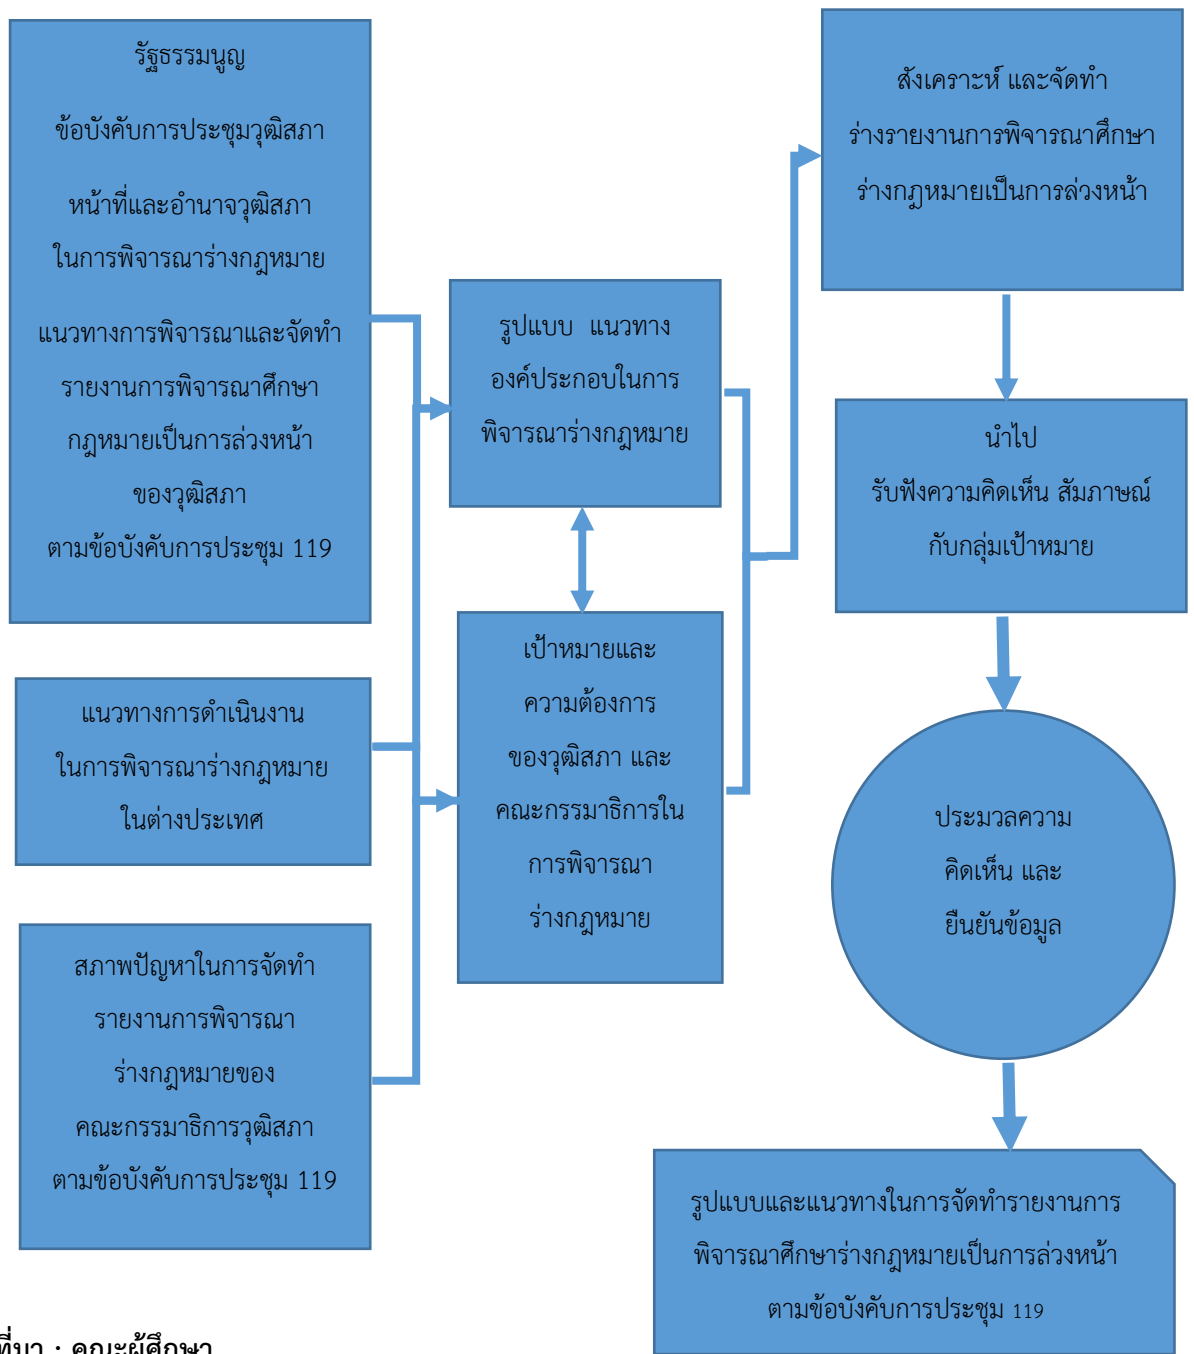 รัฐธรรมนูญ
ข้อบังคับการประชุมวุฒิสภา
หน้าที่และอำนาจวุฒิสภา
ในการพิจารณาร่างกฎหมาย
แนวทางการพิจารณาและจัดทำ
รายงานการพิจารณาศึกษา
กฎหมายเป็นการล่วงหน้า
ของวุฒิสภา
ตามข้อบังคับการประชุม 119
แนวทางการดำเนินงาน
ในการพิจารณาร่างกฎหมาย
ในต่างประเทศ
สภาพปัญหาในการจัดทำ
รายงานการพิจารณา
ร่างกฎหมายของ
คณะกรรมาธิการวุฒิสภา
ตามข้อบังคับการประชุม 119
รูปแบบ แนวทาง
องค์ประกอบในการ
พิจารณาร่างกฎหมาย
เป้าหมายและ
ความต้องการ
ของวุฒิสภา และ
คณะกรรมาธิการใน
การพิจารณา
ร่างกฎหมาย
สังเคราะห์ และจัดทำ
ร่างรายงานการพิจารณาศึกษา
ร่างกฎหมายเป็นการล่วงหน้า
นำไป
รับฟังความคิดเห็น สัมภาษณ์
กับกลุ่มเป้าหมาย
ประมวลความ
คิดเห็น และ
ยืนยันข้อมูล
รูปแบบและแนวทางในการจัดทำรายงานการ
พิจารณาศึกษาร่างกฎหมายเป็นการล่วงหน้า
ตามข้อบังคับการประชุม 119
ที่มา : คณะผู้ศึกษา